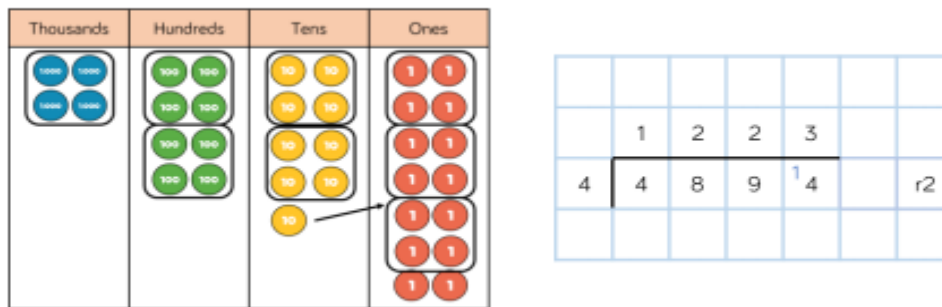 Thousands Hundreds Tens Ones
1000 1000 100 100 10 10 1 1
1000 1000 100 100 10 10 1 1
100 100 10 10 1 1
100 100 10 10 1 1
10 1 1
1 1
1 1
1 2 2 3
4 4 8 9 1 4 r2